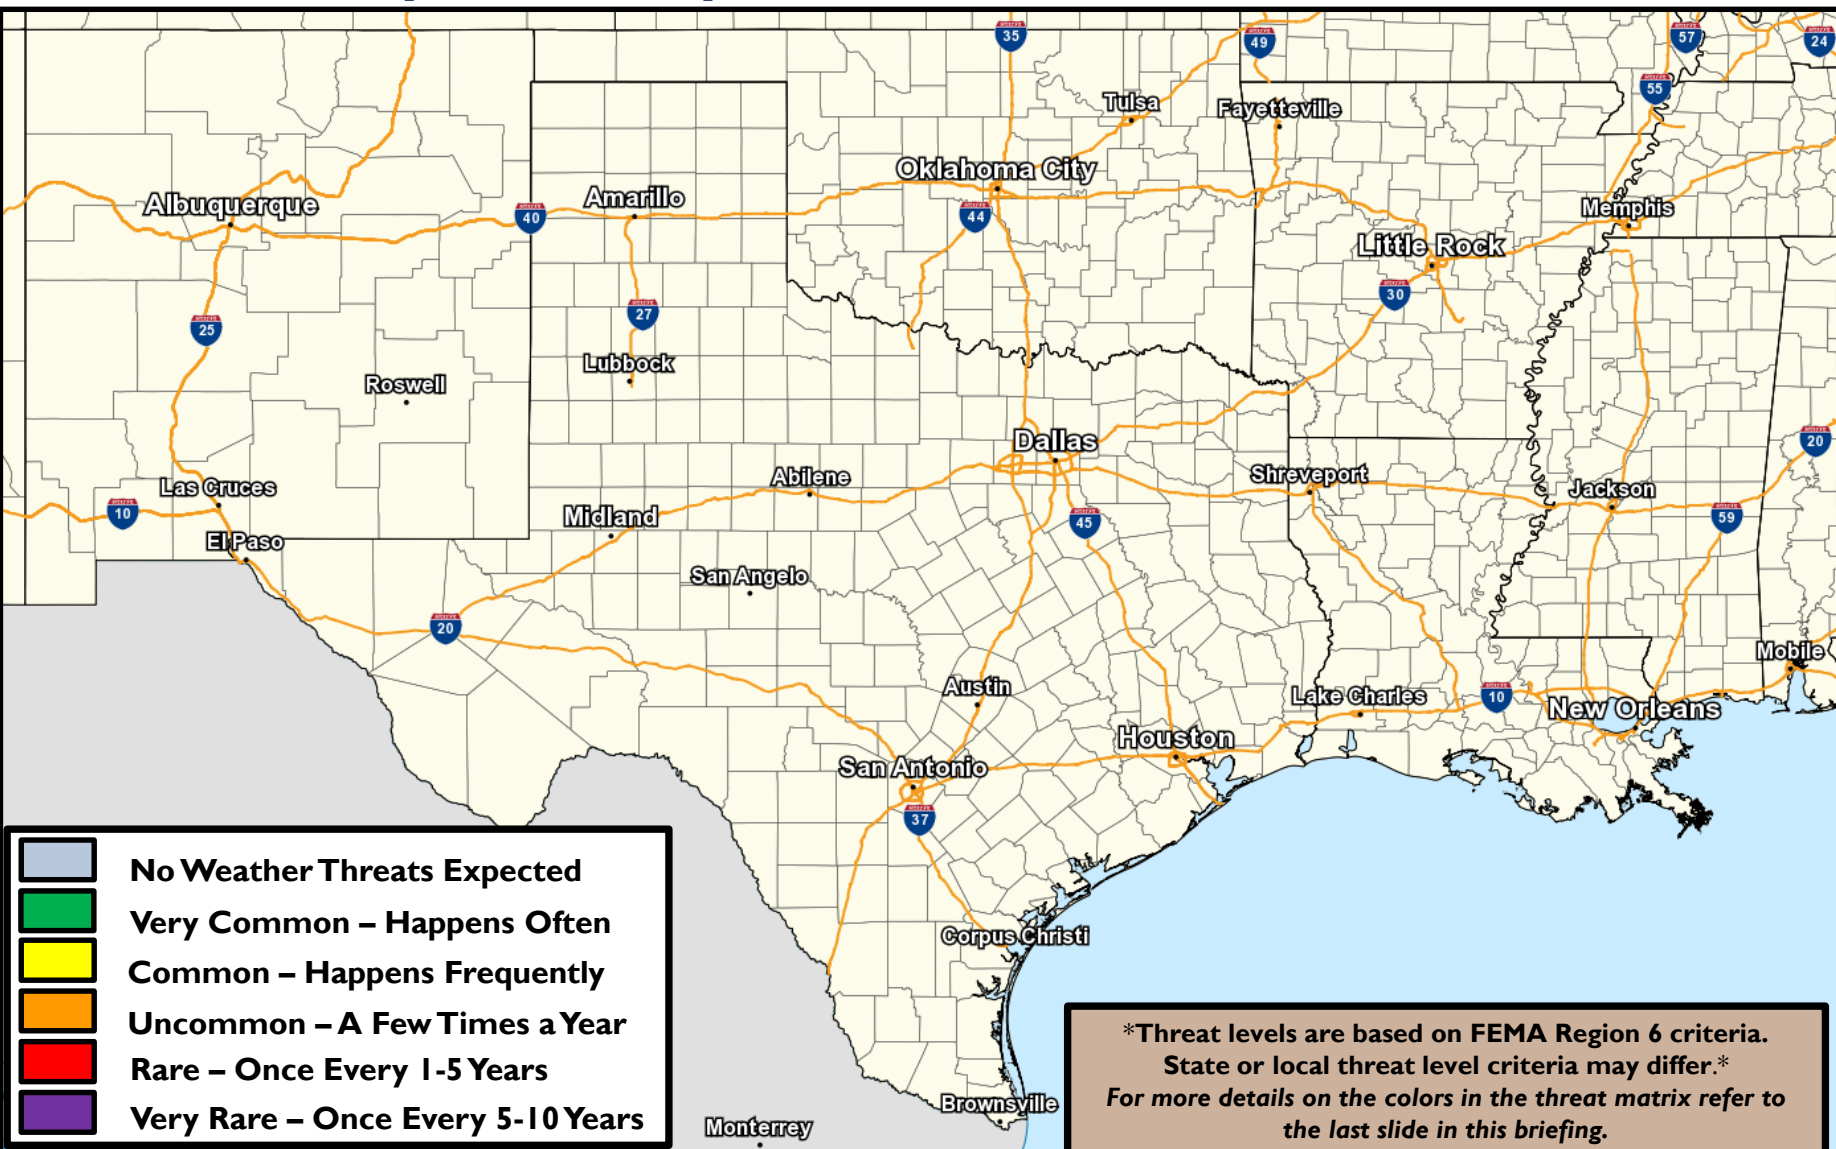 35
49
57
24
55
Tulsa
Fayetteville
Oklahoma City
Albuquerque
40
Amarillo
44
Memphis
Little Rock
30
25
27
Lubbock
Roswell
Dallas
20
Abilene
Shreveport
Las Cruces
Jackson
10
Midland
45
59
El Paso
San Angelo
20
Mobile
Austin
Lake Charles
10
New Orleans
Houston
San Antonio
37
Corpus Christi
Brownsville
Monterrey
No Weather Threats Expected
Very Common – Happens Often
Common – Happens Frequently
Uncommon – A Few Times a Year
Rare – Once Every 1-5 Years
Very Rare – Once Every 5-10 Years
*Threat levels are based on FEMA Region 6 criteria.
State or local threat level criteria may differ.*
For more details on the colors in the threat matrix refer to
the last slide in this briefing.